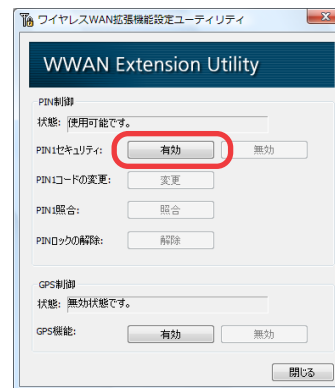 ワイヤレスWAN拡張機能設定ユーティリティ
WWAN Extension Utility
PIN制御
状態: 使用可能です。
PIN1セキュリティ: 有効 無効
PIN1コードの変更: 変更
PIN1照合: 照合
PINロックの解除: 解除
GPS制御
状態: 無効状態です。
GPS機能: 有効 無効
閉じる